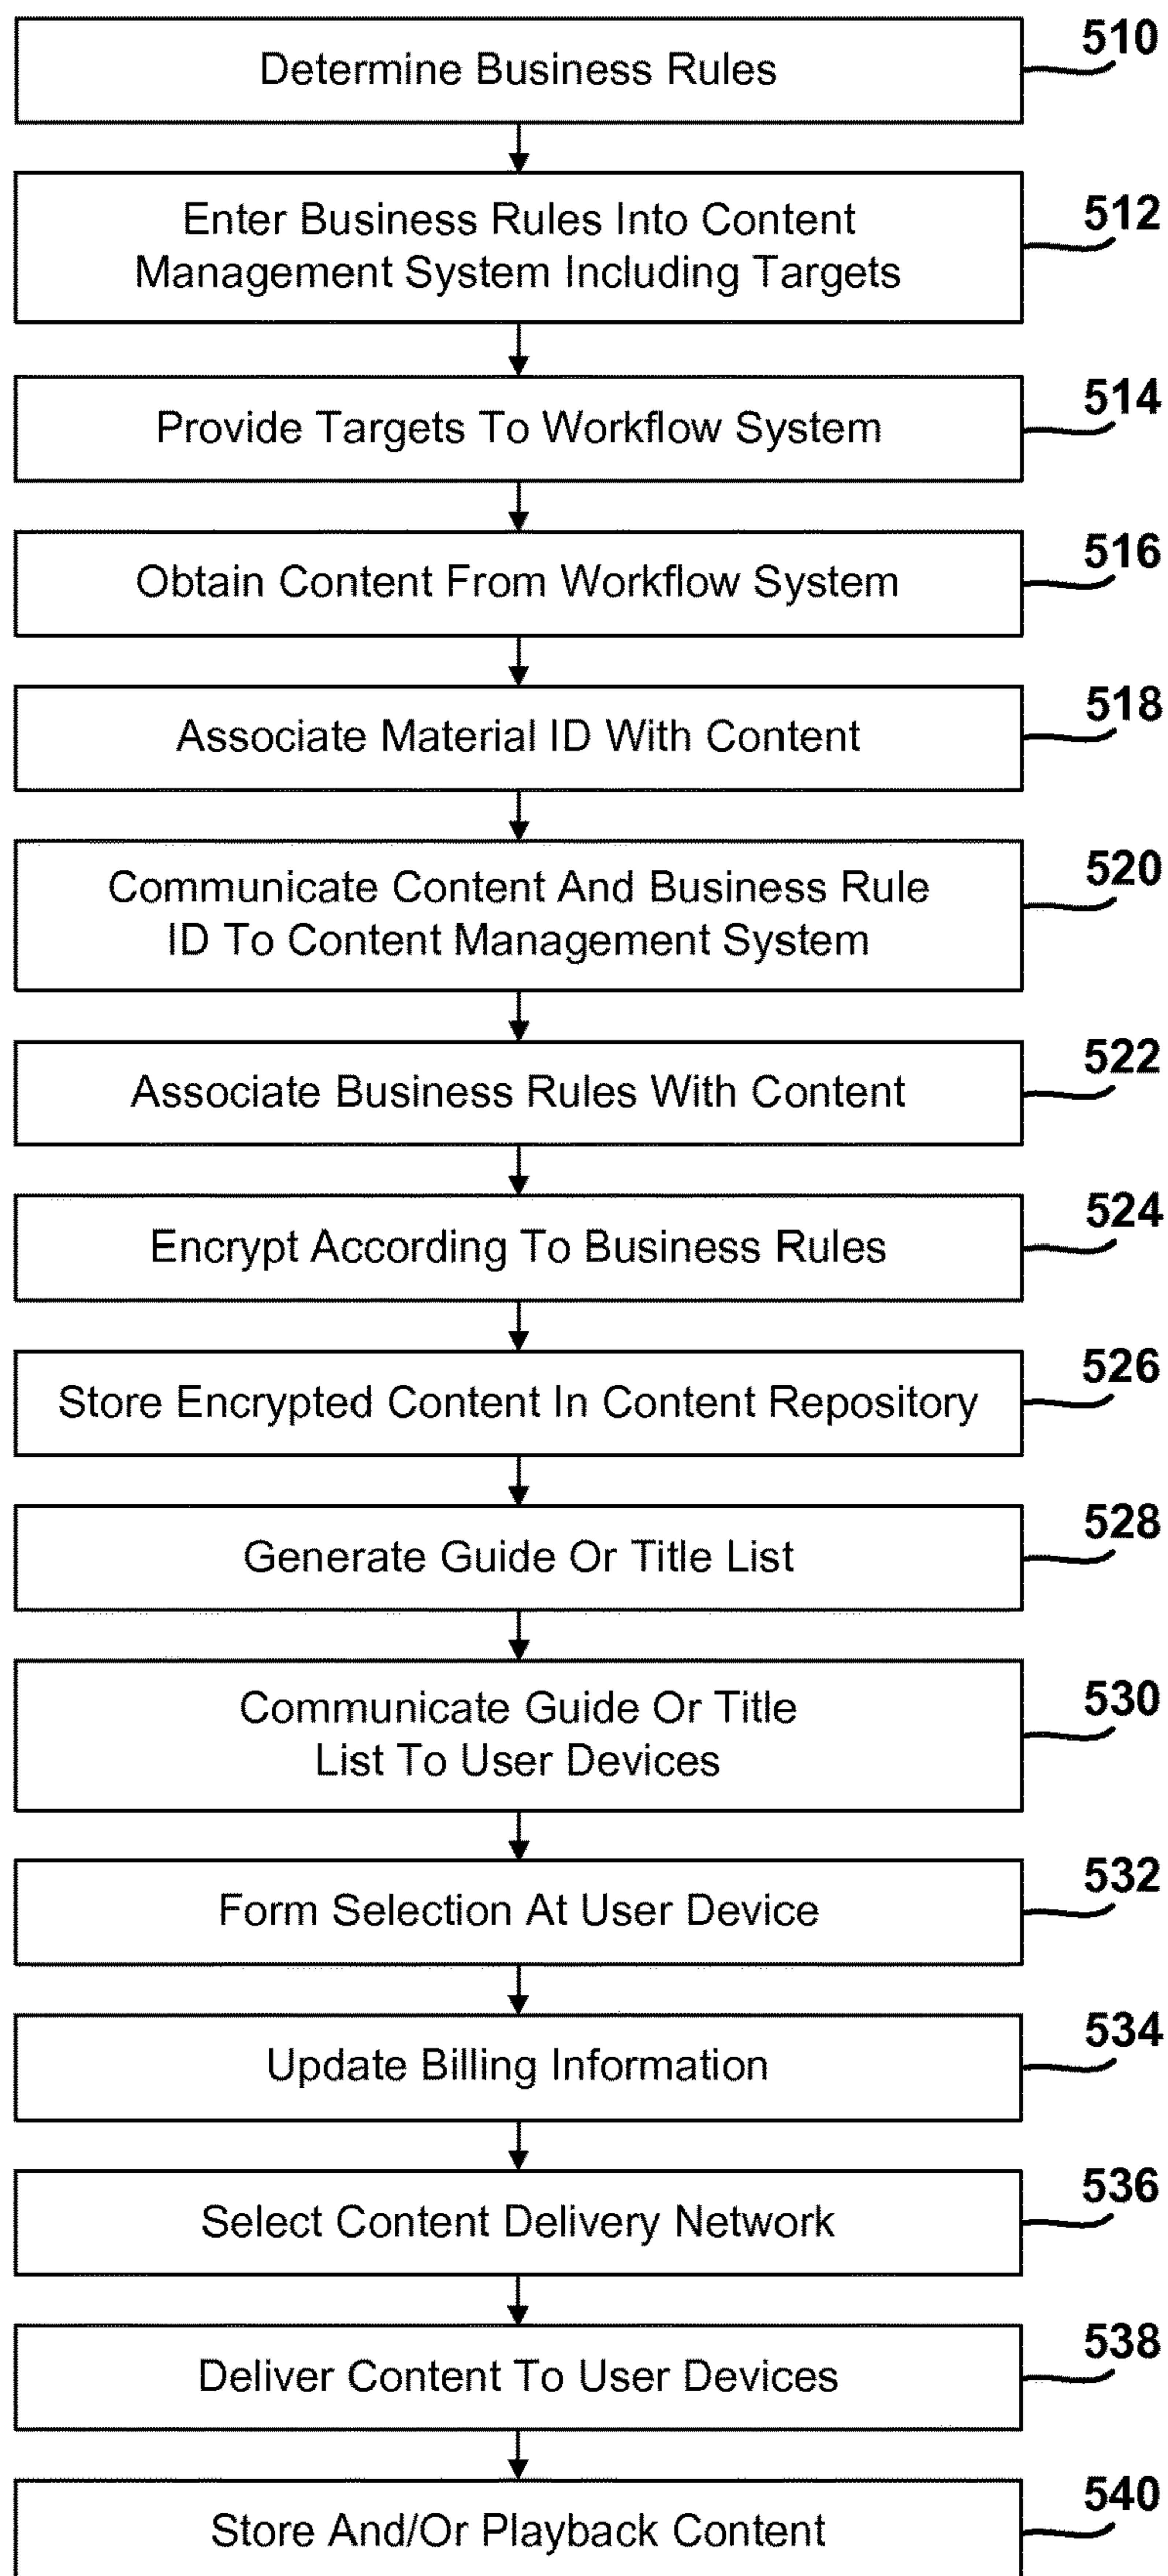 Determine Business Rules
510
Enter Business Rules Into Content
Management System Including Targets
512
Provide Targets To Workflow System
514
Obtain Content From Workflow System
516
Associate Material ID With Content
518
Communicate Content And Business Rule
ID To Content Management System
520
Associate Business Rules With Content
522
Encrypt According To Business Rules
524
Store Encrypted Content In Content Repository
526
Generate Guide Or Title List
528
Communicate Guide Or Title
List To User Devices
530
Form Selection At User Device
532
Update Billing Information
534
Select Content Delivery Network
536
Deliver Content To User Devices
538
Store And/Or Playback Content
540